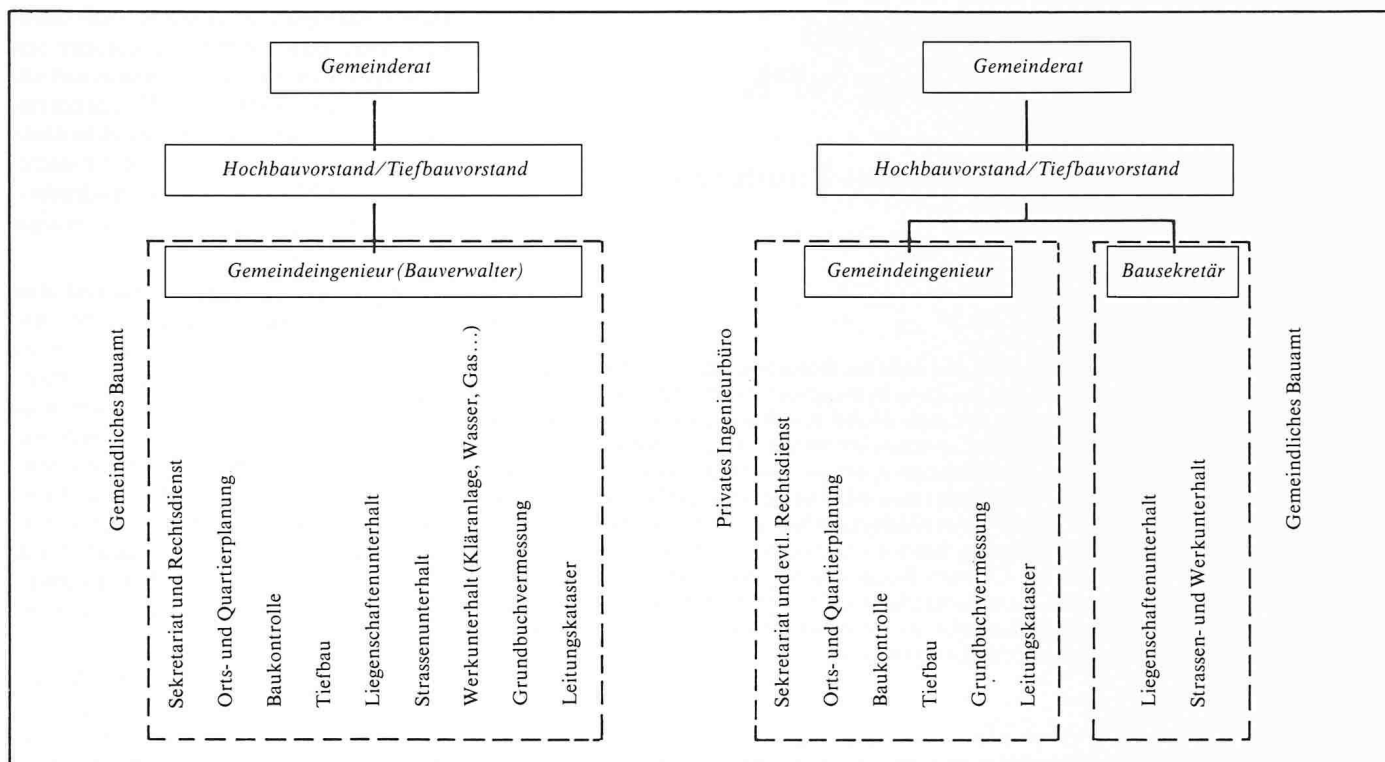 Gemeinderat
Hochbauvorstand/Tiefbauvorstand
Gemeindeingenieur (Bauverwalter)
Gemeindliches Bauamt
Sekretariat und Rechtsdienst
Orts- und Quartierplanung
Baukontrolle
Tiefbau
Liegenschaftenunterhalt
Strassenunterhalt
Werkunterhalt (Kläranlage, Wasser, Gas…)
Grundbuchvermessung
Leitungskataster
Gemeinderat
Hochbauvorstand/Tiefbauvorstand
Gemeindeingenieur
Bausekretär
Privates Ingenieurbüro
Sekretariat und evtl. Rechtsdienst
Orts- und Quartierplanung
Baukontrolle
Tiefbau
Grundbuchvermessung
Leitungskataster
Liegenschaftenunterhalt
Strassen- und Werkunterhalt
Gemeindliches Bauamt